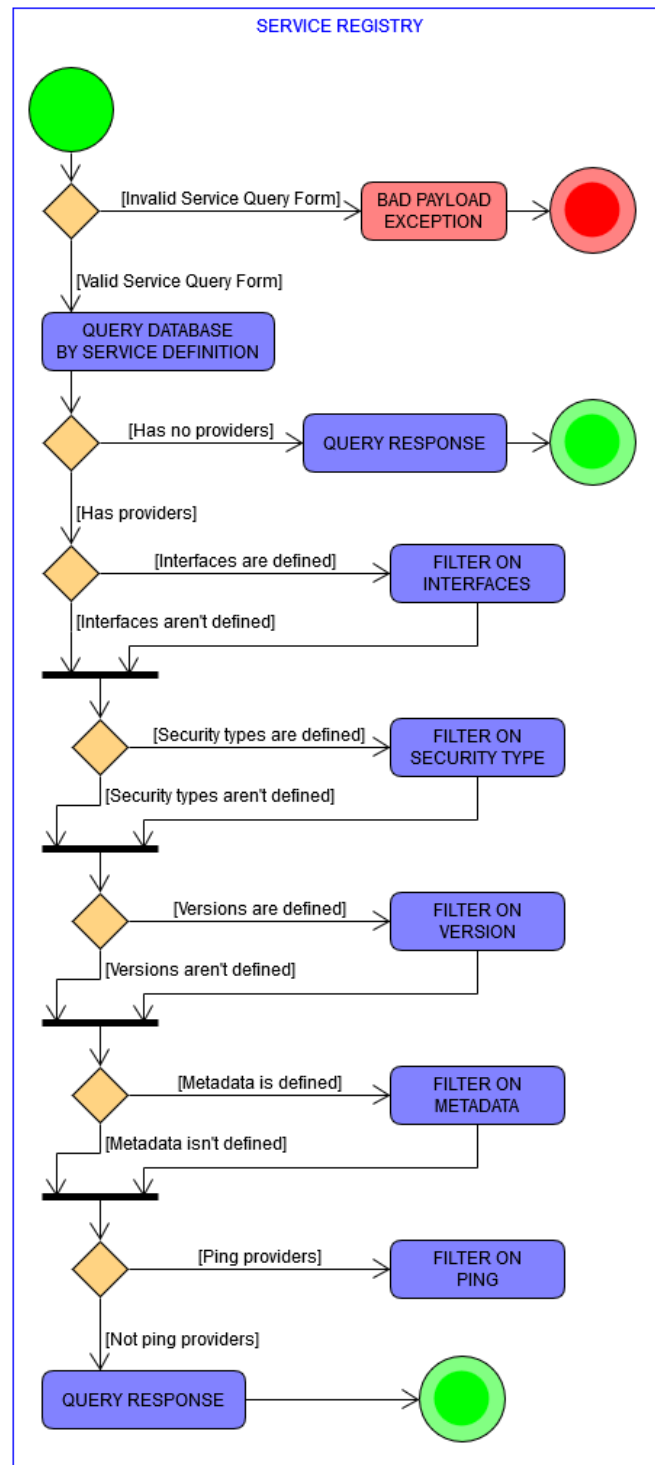 SERVICE REGISTRY
[Invalid Service Query Form]
BAD PAYLOAD
EXCEPTION
[Valid Service Query Form]
QUERY DATABASE
BY SERVICE DEFINITION
[Has no providers]
QUERY RESPONSE
[Has providers]
[Interfaces are defined]
FILTER ON
INTERFACES
[Interfaces aren't defined]
[Security types are defined]
FILTER ON
SECURITY TYPE
[Security types aren't defined]
[Versions are defined]
FILTER ON
VERSION
[Versions aren't defined]
[Metadata is defined]
FILTER ON
METADATA
[Metadata isn't defined]
[Ping providers]
FILTER ON
PING
[Not ping providers]
QUERY RESPONSE